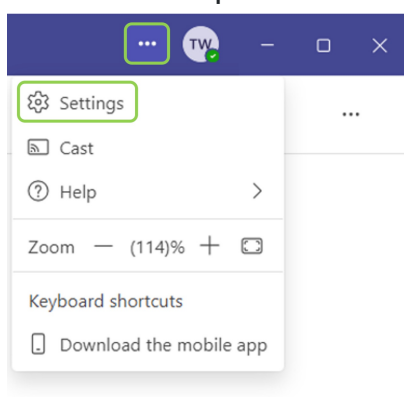 TW
Settings
Cast
Help
Zoom — (114)% +
Keyboard shortcuts
Download the mobile app